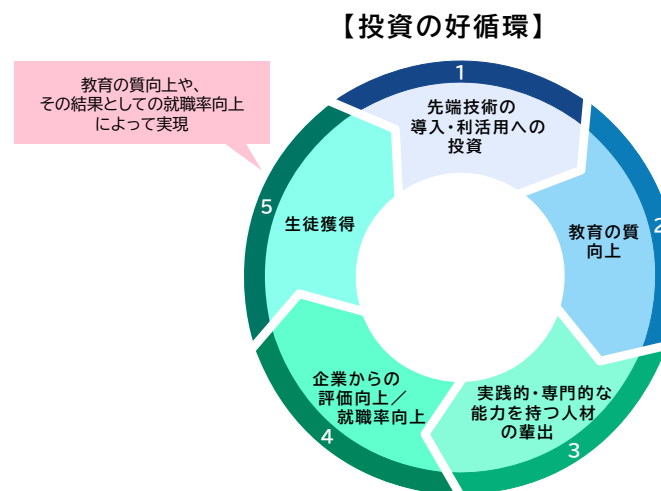 【投資の好循環】
教育の質向上や、
その結果としての就職率向上
によって実現
1
先端技術の
導入・利活用への
投資
2
教育の質
向上
実践的・専門的な
能力を持つ人材
の輩出
3
企業からの
評価向上／
就職率向上
4
5
生徒獲得